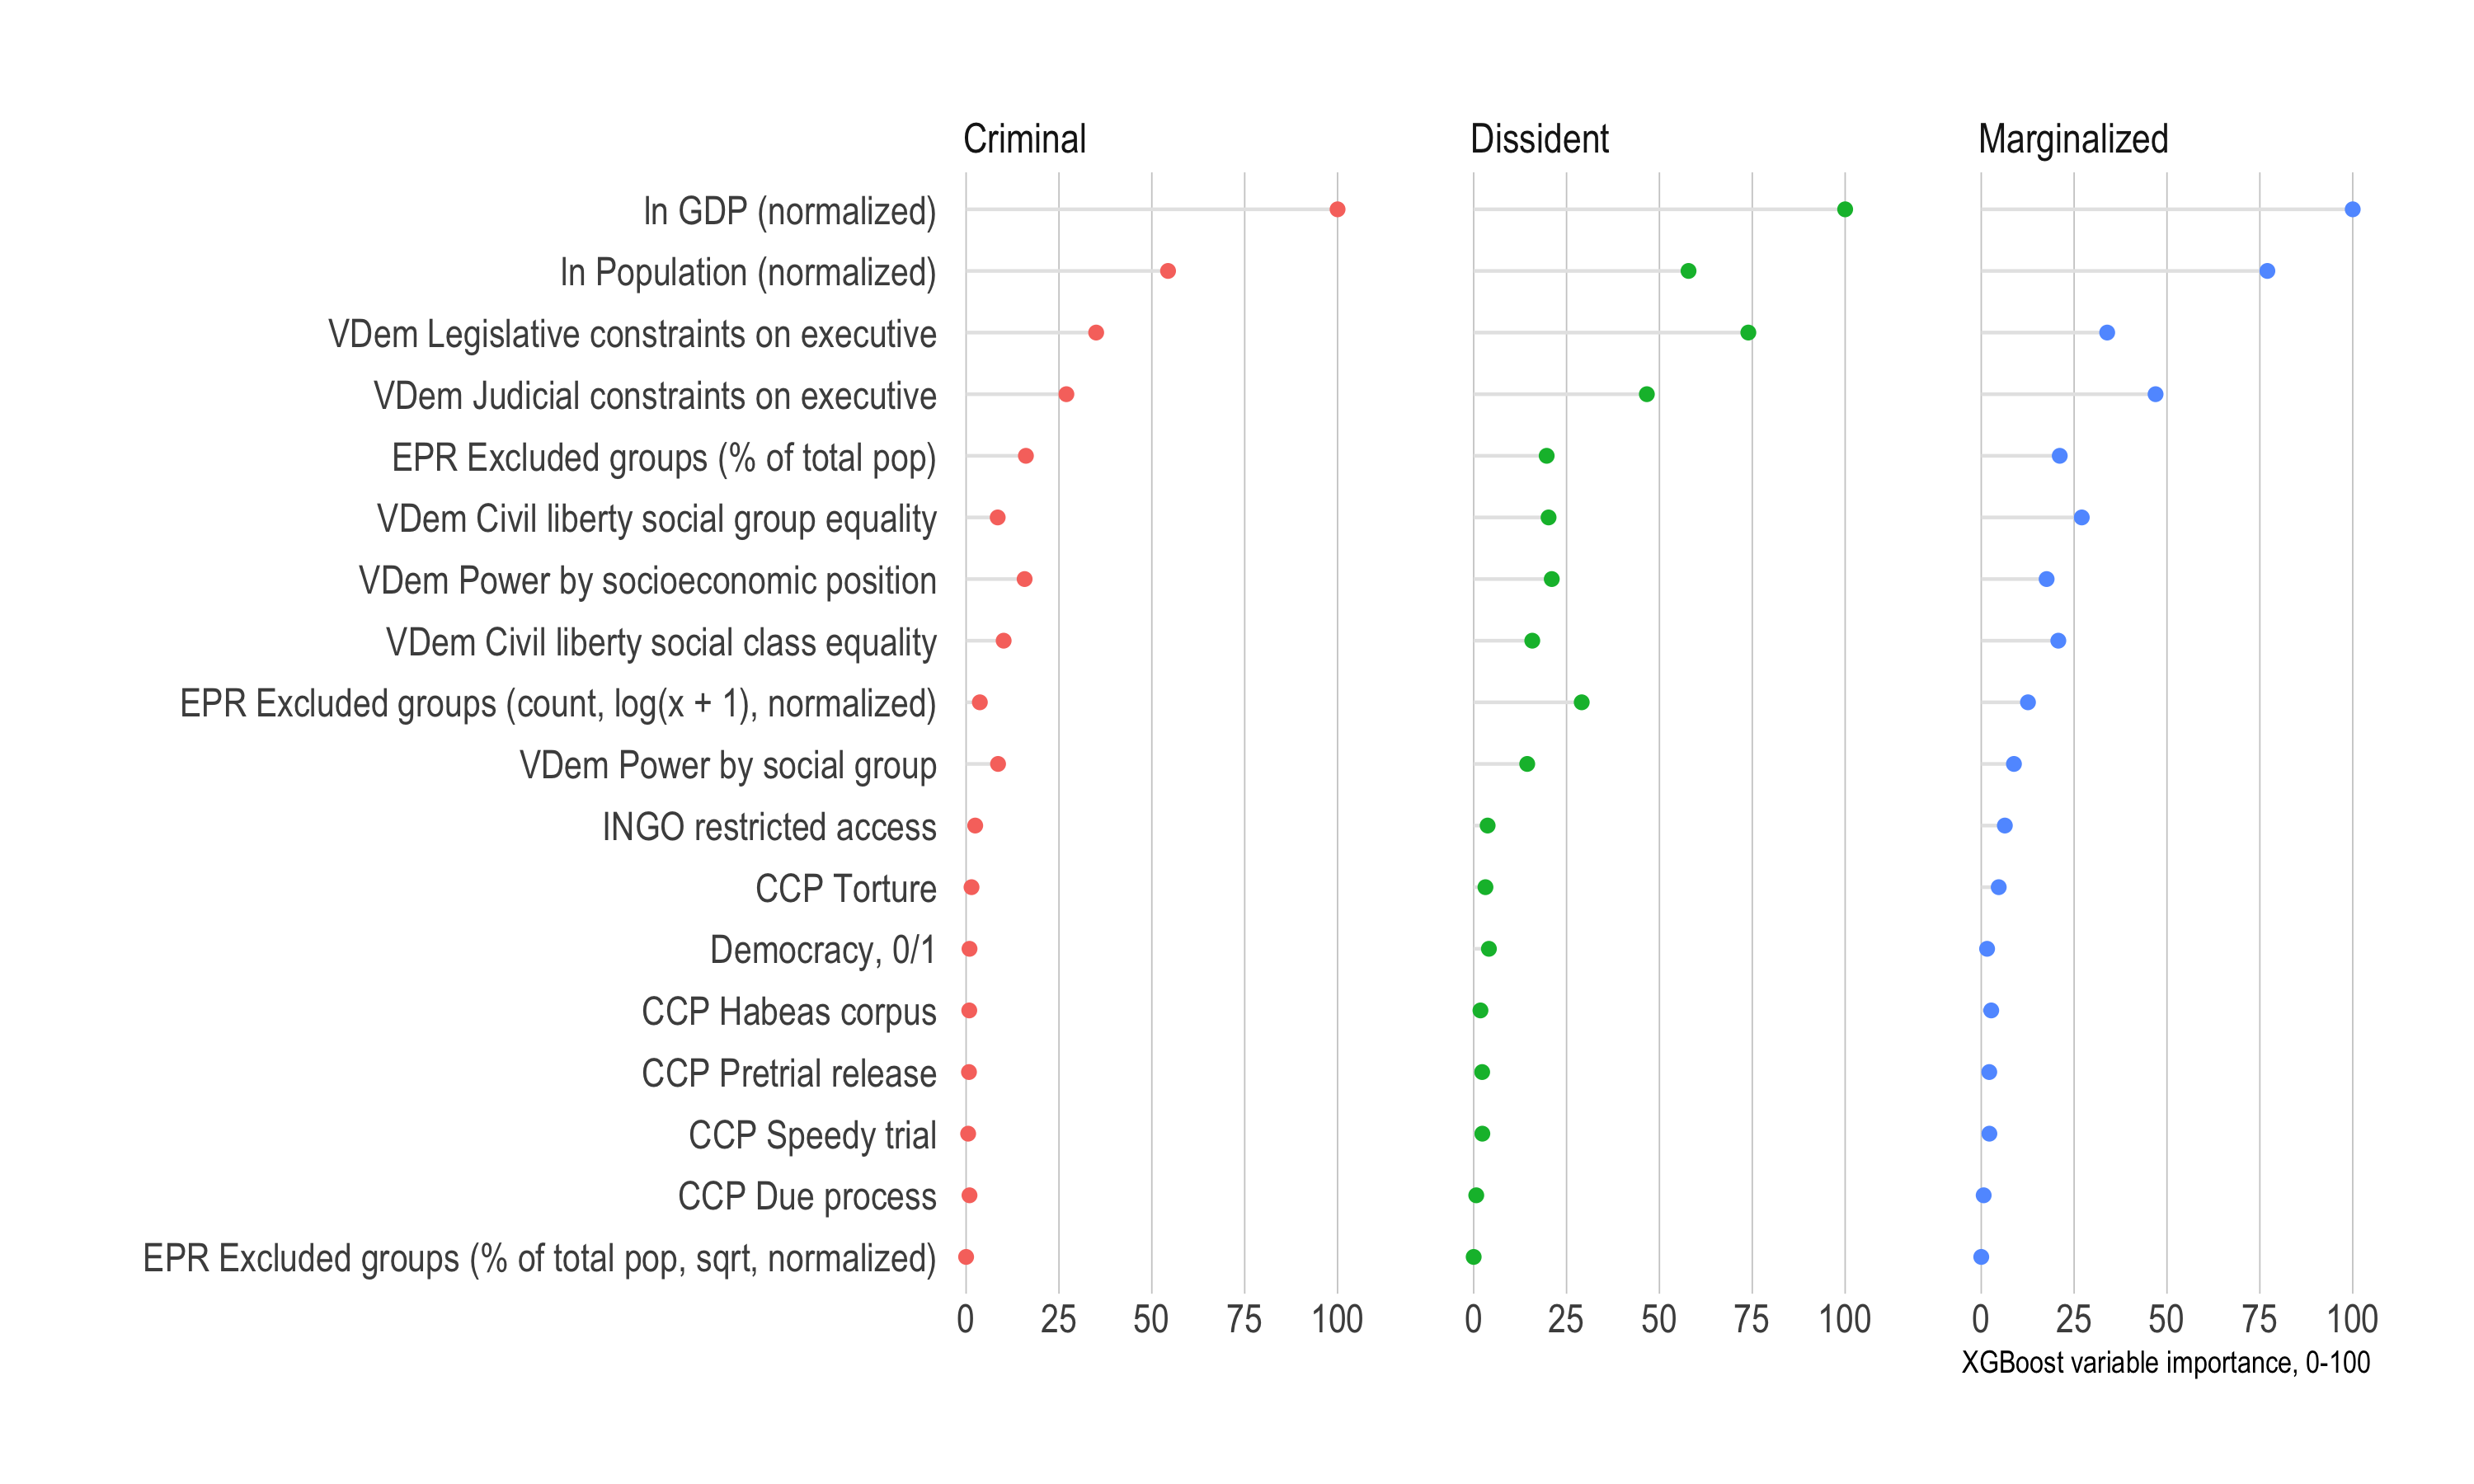 Criminal Dissident Marginalized
ln GDP (normalized)
ln Population (normalized)
VDem Legislative constraints on executive
VDem Judicial constraints on executive
EPR Excluded groups (% of total pop)
VDem Civil liberty social group equality
VDem Power by socioeconomic position
VDem Civil liberty social class equality
EPR Excluded groups (count, log(x + 1), normalized)
VDem Power by social group
INGO restricted access
CCP Torture
Democracy, 0/1
CCP Habeas corpus
CCP Pretrial release
CCP Speedy trial
CCP Due process
EPR Excluded groups (% of total pop, sqrt, normalized)
0 25 50 75 100 0 25 50 75 100 0 25 50 75 100
XGBoost variable importance, 0-100